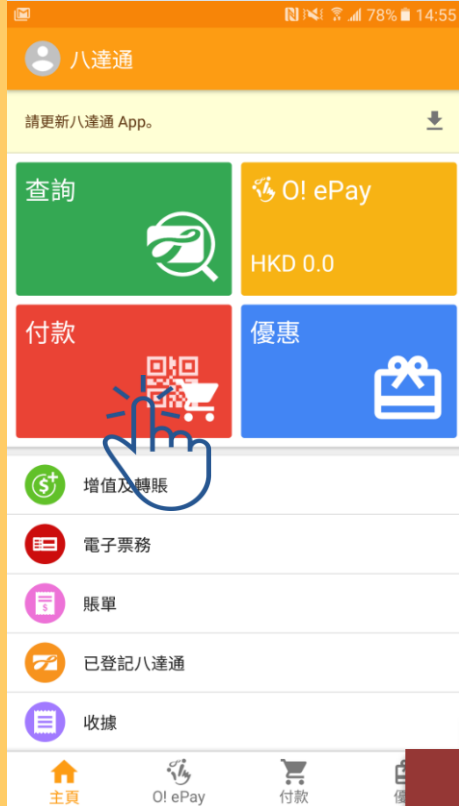 78% 14:55
八達通
請更新八達通 App。
查詢
O! ePay
HKD 0.0
付款
優惠
增值及轉賬
電子票務
賬單
已登記八達通
收據
主頁
O! ePay
付款